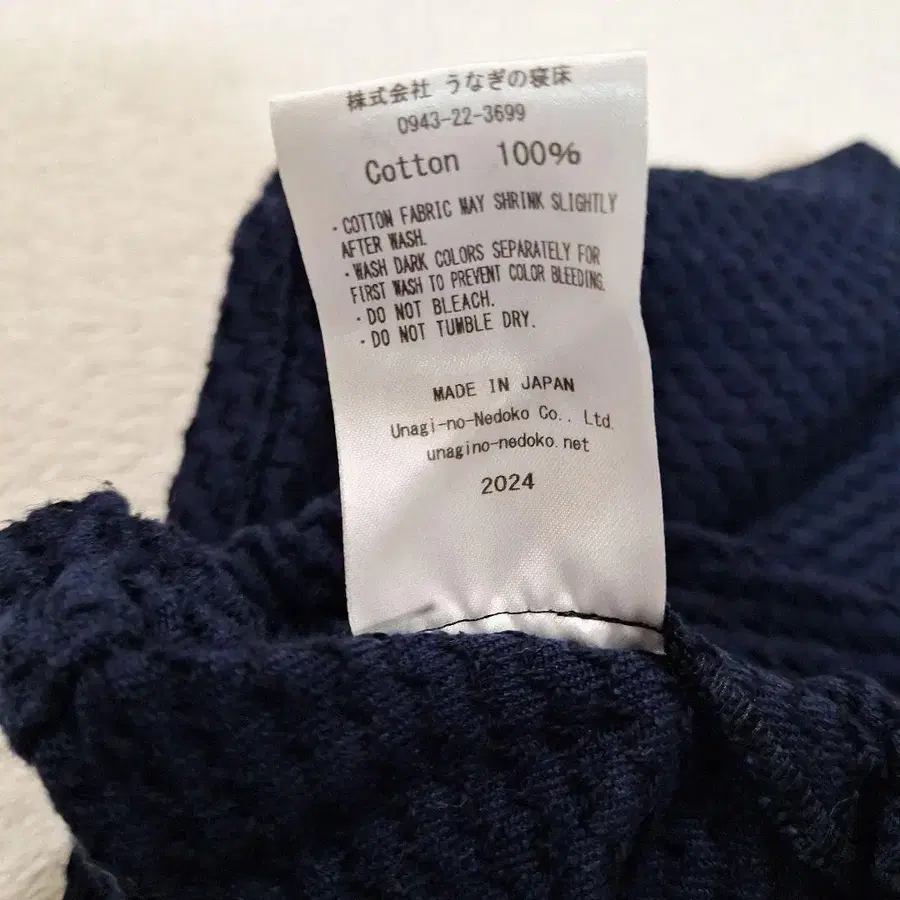 株式会社 うなぎの寝床
0943-22-3699
Cotton 100%
・COTTON FABRIC MAY SHRINK SLIGHTLY
AFTER WASH.
・WASH DARK COLORS SEPARATELY FOR
FIRST WASH TO PREVENT COLOR BLEEDING.
・DO NOT BLEACH.
・DO NOT TUMBLE DRY.
MADE IN JAPAN
Unagi-no-Nedoko Co., Ltd.
unagino-nedoko.net
2024